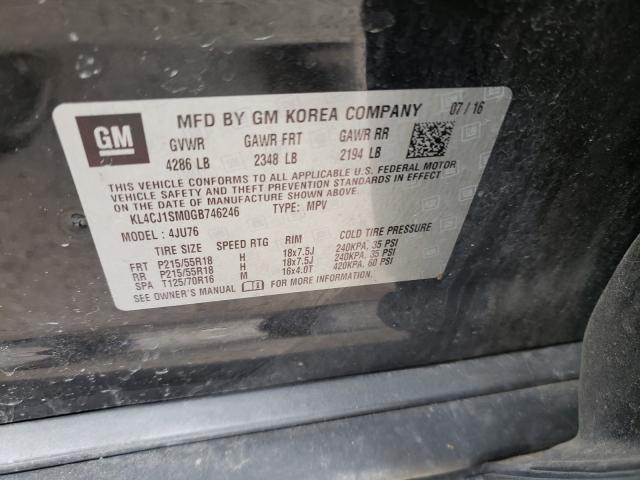 GM
MFD BY GM KOREA COMPANY 07/16
GVWR GAWR FRT GAWR RR
4286 LB 2348 LB 2194 LB
THIS VEHICLE CONFORMS TO ALL APPLICABLE U.S. FEDERAL MOTOR
VEHICLE SAFETY AND THEFT PREVENTION STANDARDS IN EFFECT
ON THE DATE OF MANUFACTURE SHOWN ABOVE.
KL4CJ1SM0GB746246 TYPE: MPV
MODEL: 4JU76
TIRE SIZE SPEED RTG RIM COLD TIRE PRESSURE
FRT P215/55R18 H 18x7.5J 240KPA, 35 PSI
RR P215/55R18 H 18x7.5J 240KPA, 35 PSI
SPA T125/70R16 M 16x4.0T 420KPA, 60 PSI
SEE OWNER'S MANUAL FOR MORE INFORMATION